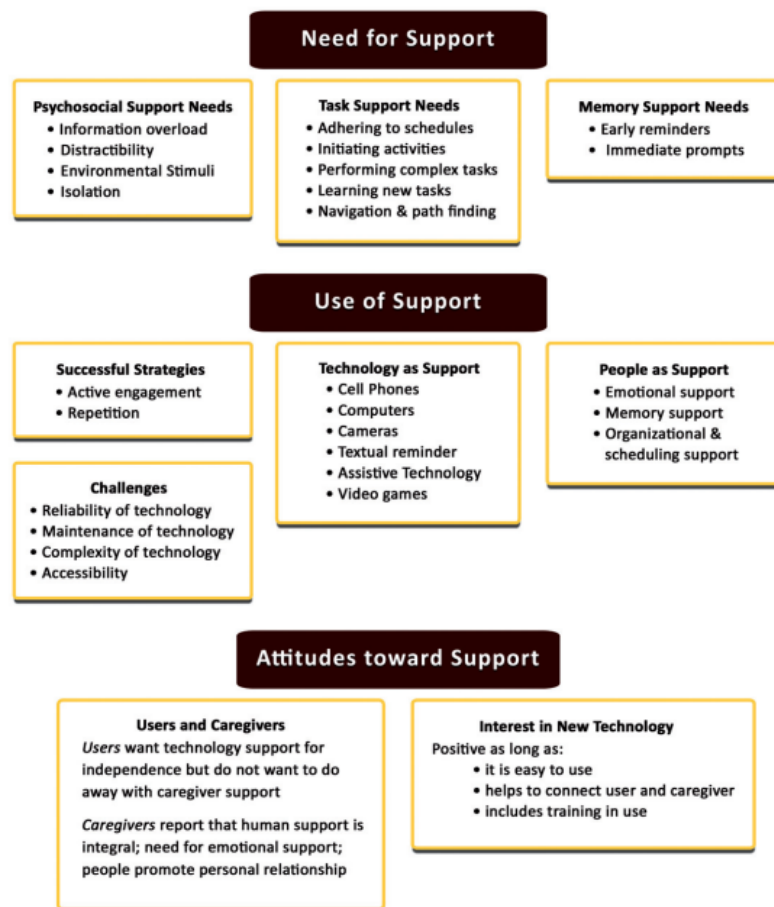 Need for Support
Psychosocial Support Needs
• Information overload
• Distractibility
• Environmental Stimuli
• Isolation
Task Support Needs
• Adhering to schedules
• Initiating activities
• Performing complex tasks
• Learning new tasks
• Navigation & path finding
Memory Support Needs
• Early reminders
• Immediate prompts
Use of Support
Successful Strategies
• Active engagement
• Repetition
Challenges
• Reliability of technology
• Maintenance of technology
• Complexity of technology
• Accessibility
Technology as Support
• Cell Phones
• Computers
• Cameras
• Textual reminder
• Assistive Technology
• Video games
People as Support
• Emotional support
• Memory support
• Organizational &
scheduling support
Attitudes toward Support
Users and Caregivers
Users want technology support for
independence but do not want to do
away with caregiver support
Caregivers report that human support is
integral; need for emotional support;
people promote personal relationship
Interest in New Technology
Positive as long as:
• it is easy to use
• helps to connect user and caregiver
• includes training in use